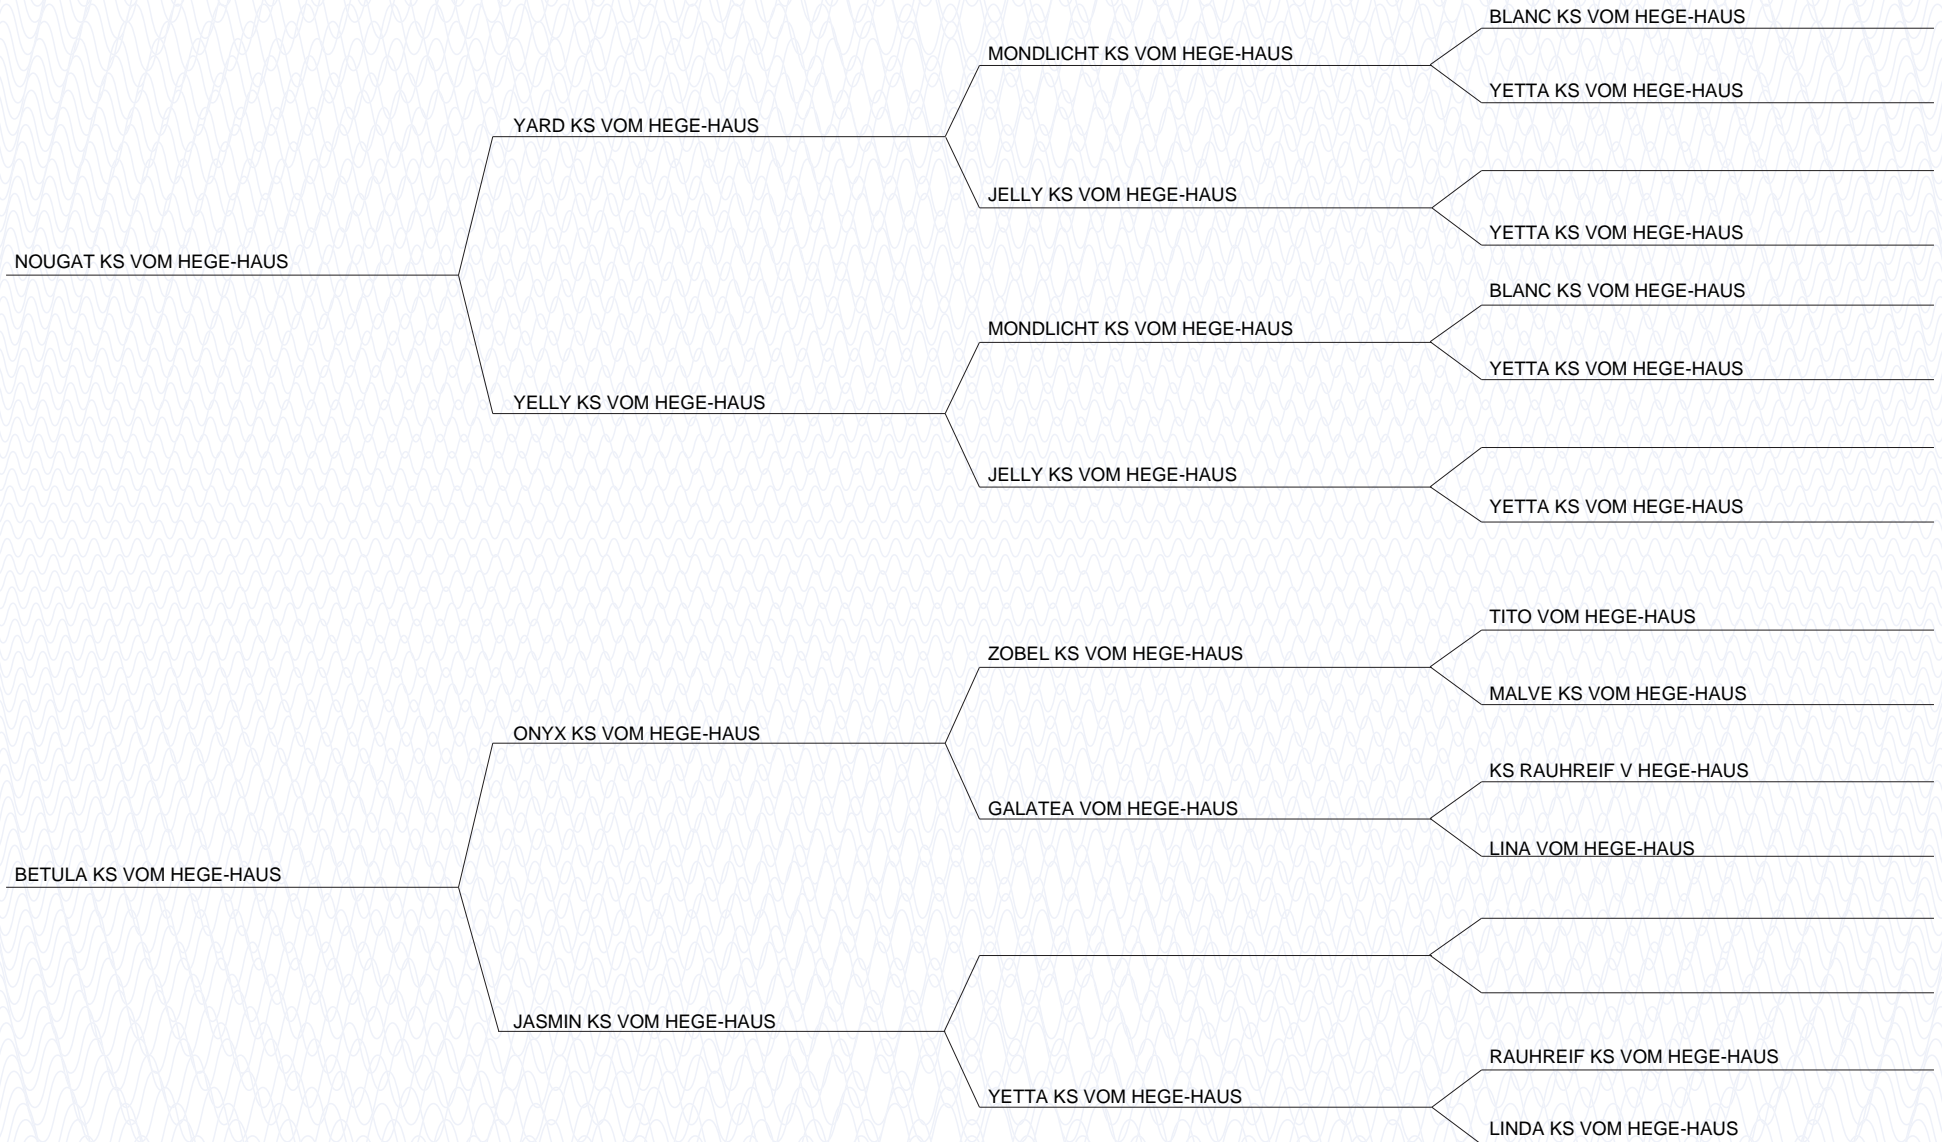 BLANC KS VOM HEGE-HAUS
MONDLICHT KS VOM HEGE-HAUS
YETTA KS VOM HEGE-HAUS
YARD KS VOM HEGE-HAUS
JELLY KS VOM HEGE-HAUS
YETTA KS VOM HEGE-HAUS
NOUGAT KS VOM HEGE-HAUS
BLANC KS VOM HEGE-HAUS
MONDLICHT KS VOM HEGE-HAUS
YETTA KS VOM HEGE-HAUS
YELLY KS VOM HEGE-HAUS
JELLY KS VOM HEGE-HAUS
YETTA KS VOM HEGE-HAUS
TITO VOM HEGE-HAUS
ZOBEL KS VOM HEGE-HAUS
MALVE KS VOM HEGE-HAUS
ONYX KS VOM HEGE-HAUS
KS RAUHREIF V HEGE-HAUS
GALATEA VOM HEGE-HAUS
LINA VOM HEGE-HAUS
BETULA KS VOM HEGE-HAUS
JASMIN KS VOM HEGE-HAUS
RAUHREIF KS VOM HEGE-HAUS
YETTA KS VOM HEGE-HAUS
LINDA KS VOM HEGE-HAUS